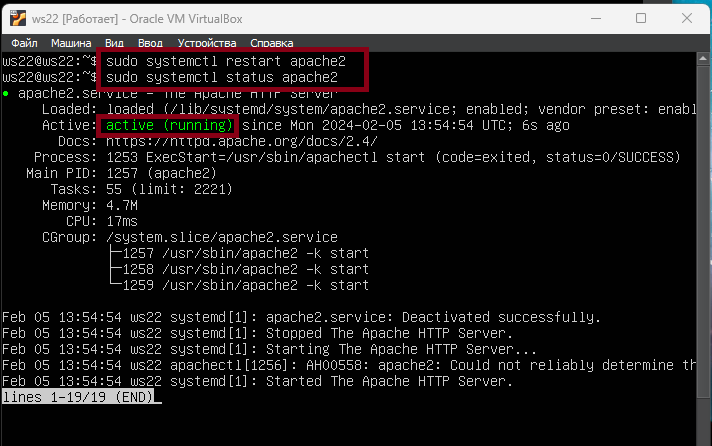 ws22 [Работает] - Oracle VM VirtualBox
Файл Машина Вид Ввод Устройства Справка
ws22@ws22:~$ sudo systemctl restart apache2
ws22@ws22:~$ sudo systemctl status apache2
● apache2.service - The Apache HTTP Server
Loaded: loaded (/lib/systemd/system/apache2.service; enabled; vendor preset: enabl
Active: active (running) since Mon 2024-02-05 13:54:54 UTC; 6s ago
Docs: https://httpd.apache.org/docs/2.4/
Process: 1253 ExecStart=/usr/sbin/apachectl start (code=exited, status=0/SUCCESS)
Main PID: 1257 (apache2)
Tasks: 55 (limit: 2221)
Memory: 4.7M
CPU: 17ms
CGroup: /system.slice/apache2.service
├─1257 /usr/sbin/apache2 -k start
├─1258 /usr/sbin/apache2 -k start
└─1259 /usr/sbin/apache2 -k start
Feb 05 13:54:54 ws22 systemd[1]: apache2.service: Deactivated successfully.
Feb 05 13:54:54 ws22 systemd[1]: Stopped The Apache HTTP Server.
Feb 05 13:54:54 ws22 systemd[1]: Starting The Apache HTTP Server...
Feb 05 13:54:54 ws22 apachectl[1256]: AH00558: apache2: Could not reliably determine th
Feb 05 13:54:54 ws22 systemd[1]: Started The Apache HTTP Server.
lines 1-19/19 (END)